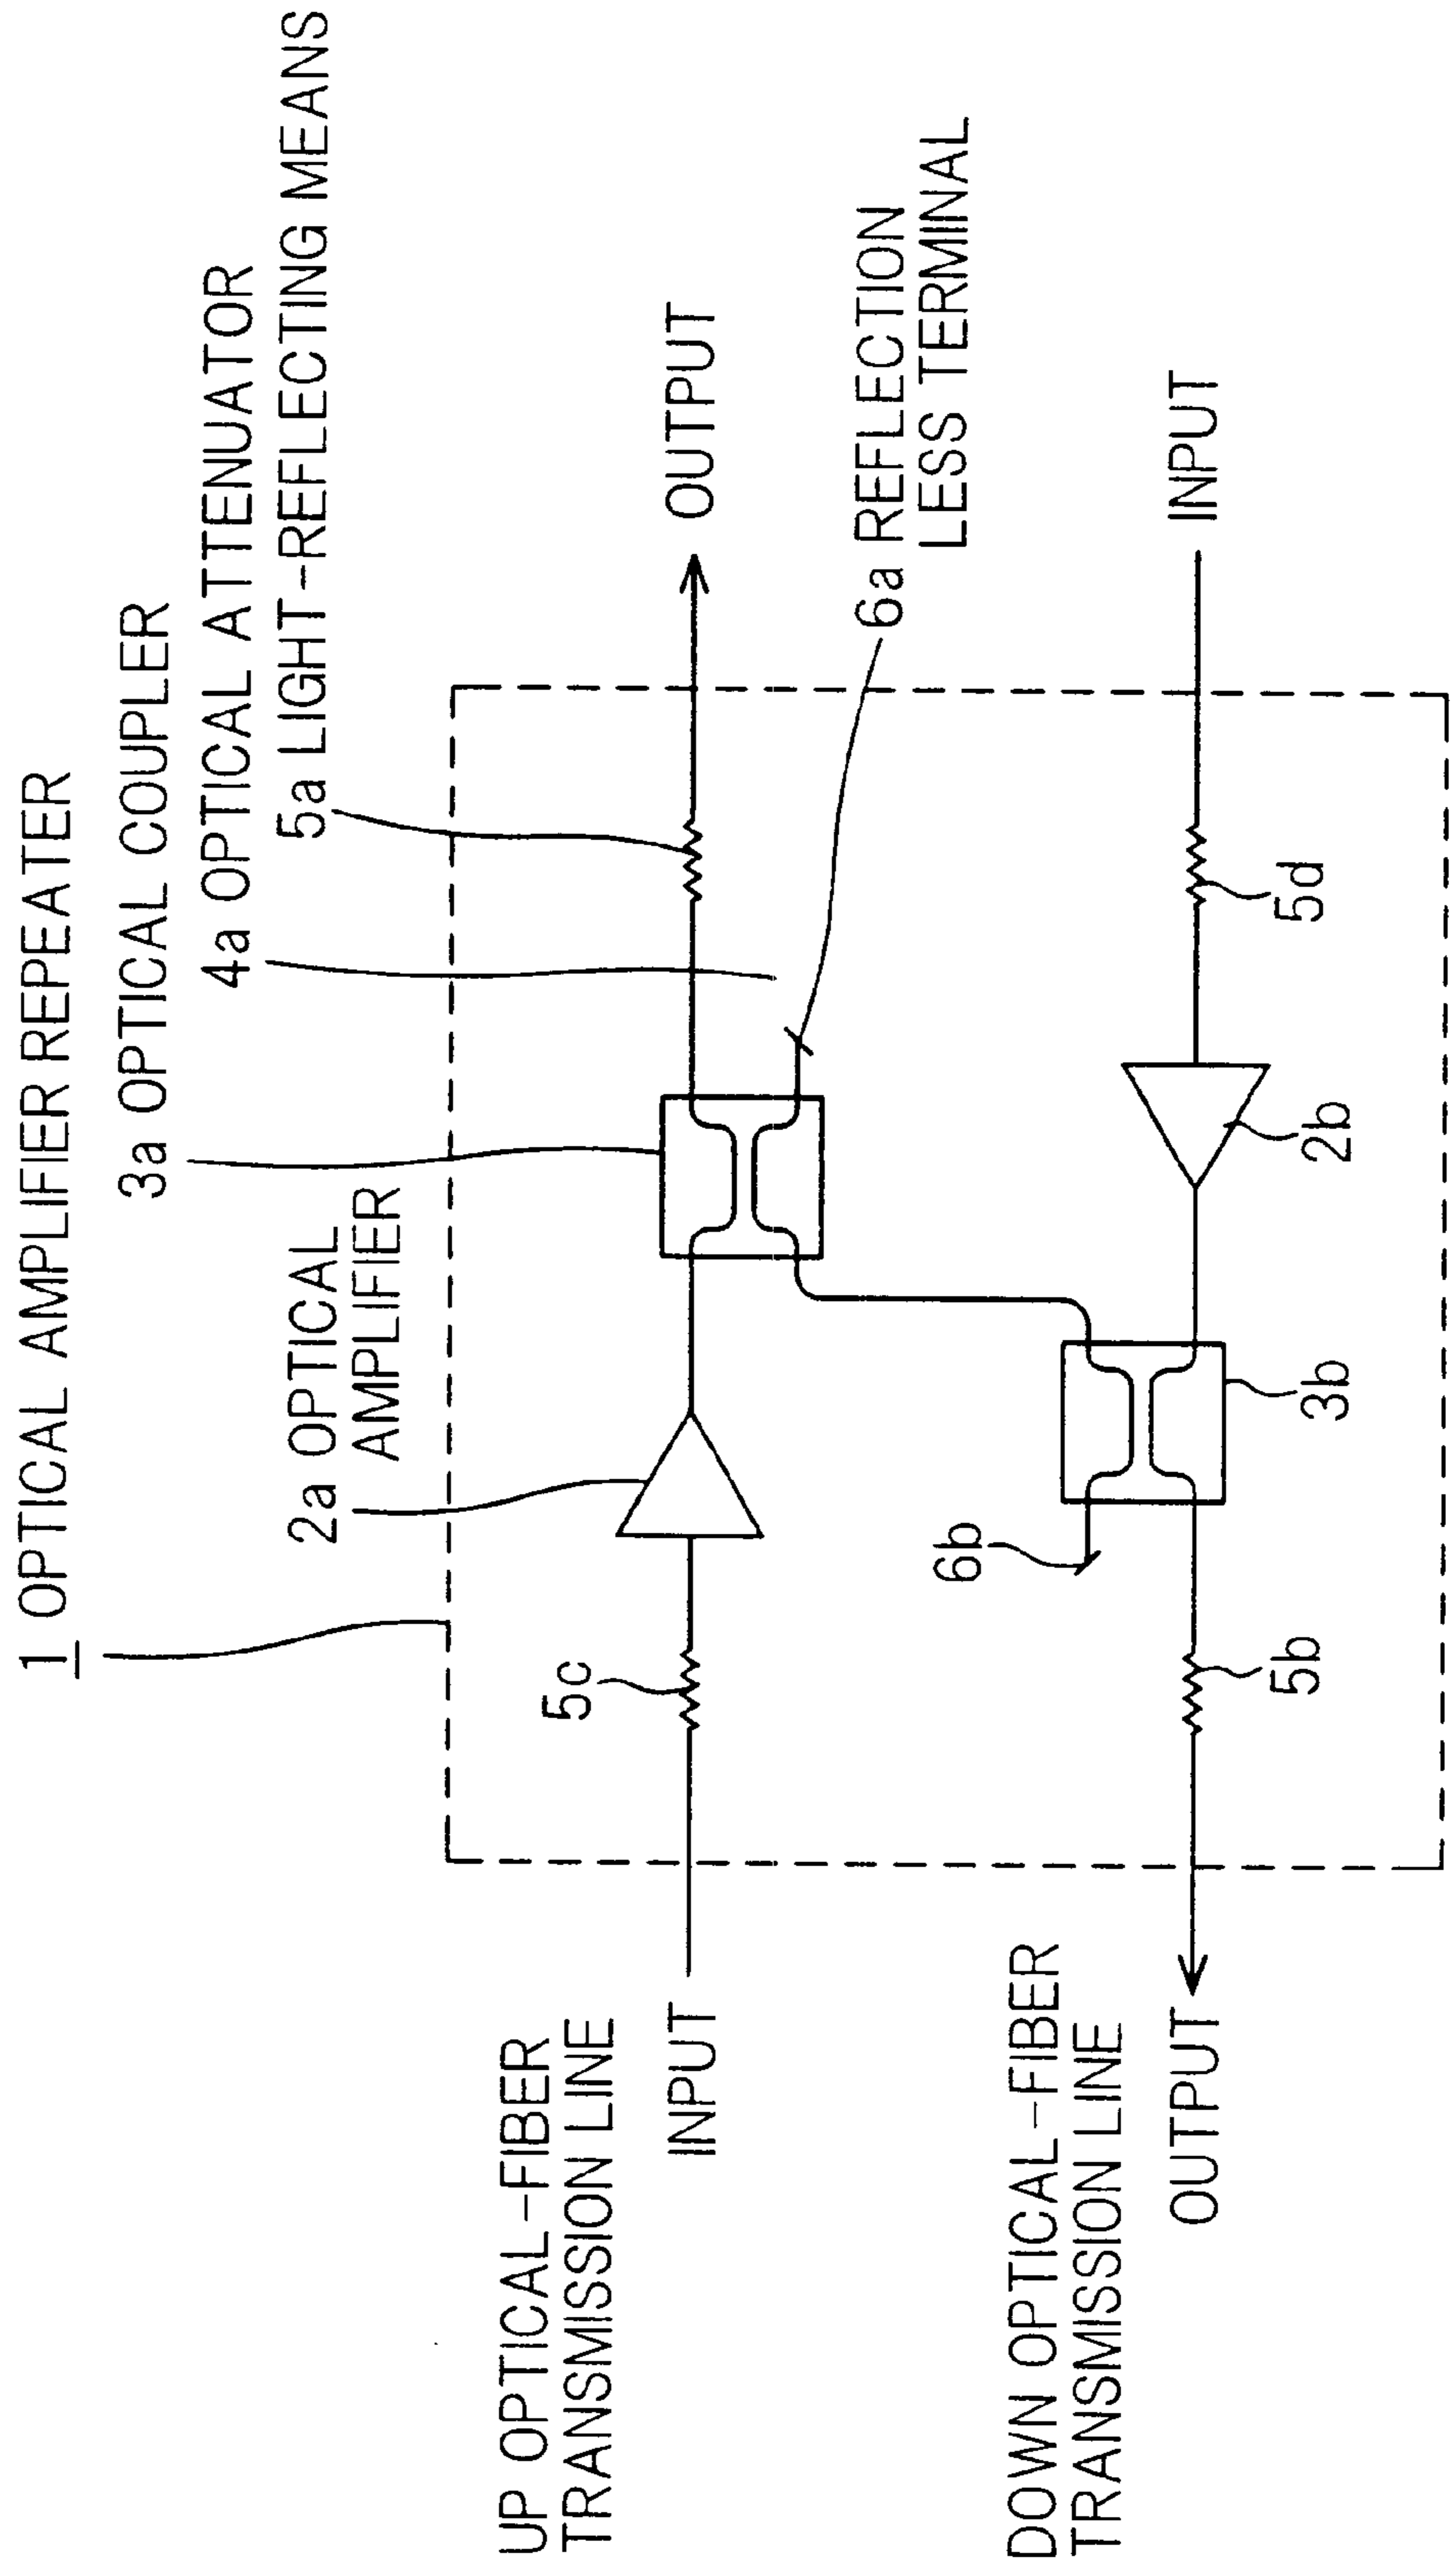 1 OPTICAL AMPLIFIER REPEATER
3a OPTICAL COUPLER
4a OPTICAL ATTENUATOR
5a LIGHT-REFLECTING MEANS
2a OPTICAL
AMPLIFIER
UP OPTICAL-FIBER
TRANSMISSION LINE
5c
INPUT
OUTPUT
6a REFLECTION
LESS TERMINAL
6b
DOWN OPTICAL-FIBER
TRANSMISSION LINE
OUTPUT
INPUT
5b
3b
2b
5d